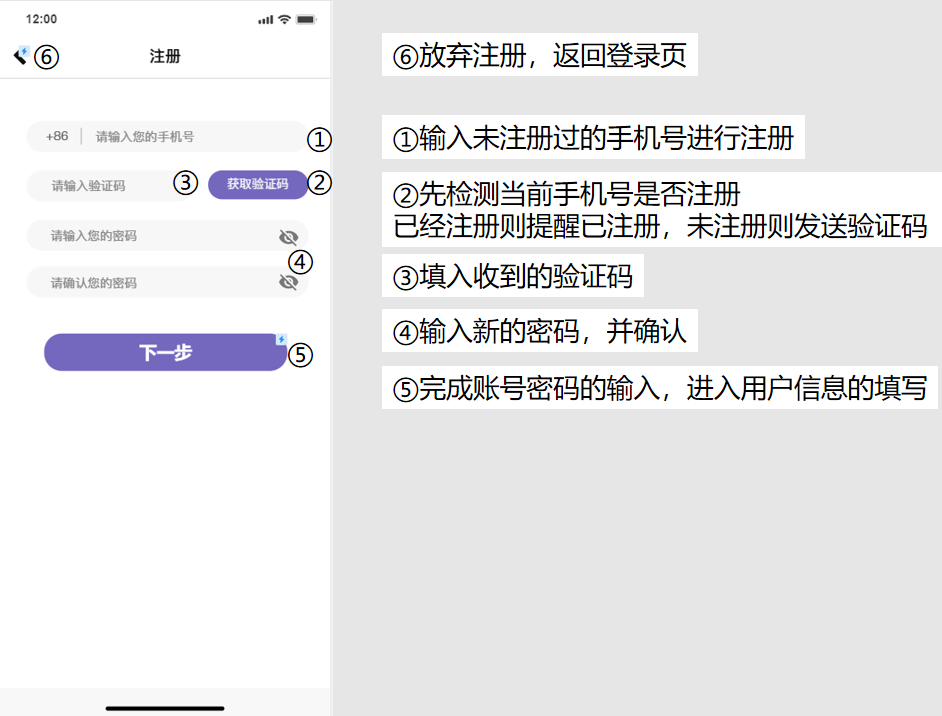 12:00
⑥
注册
+86 请输入您的手机号
①
请输入验证码
③
获取验证码
②
请输入您的密码
④
请确认您的密码
下一步
⑤
⑥放弃注册，返回登录页
①输入未注册过的手机号进行注册
②先检测当前手机号是否注册
已经注册则提醒已注册，未注册则发送验证码
③填入收到的验证码
④输入新的密码，并确认
⑤完成账号密码的输入，进入用户信息的填写